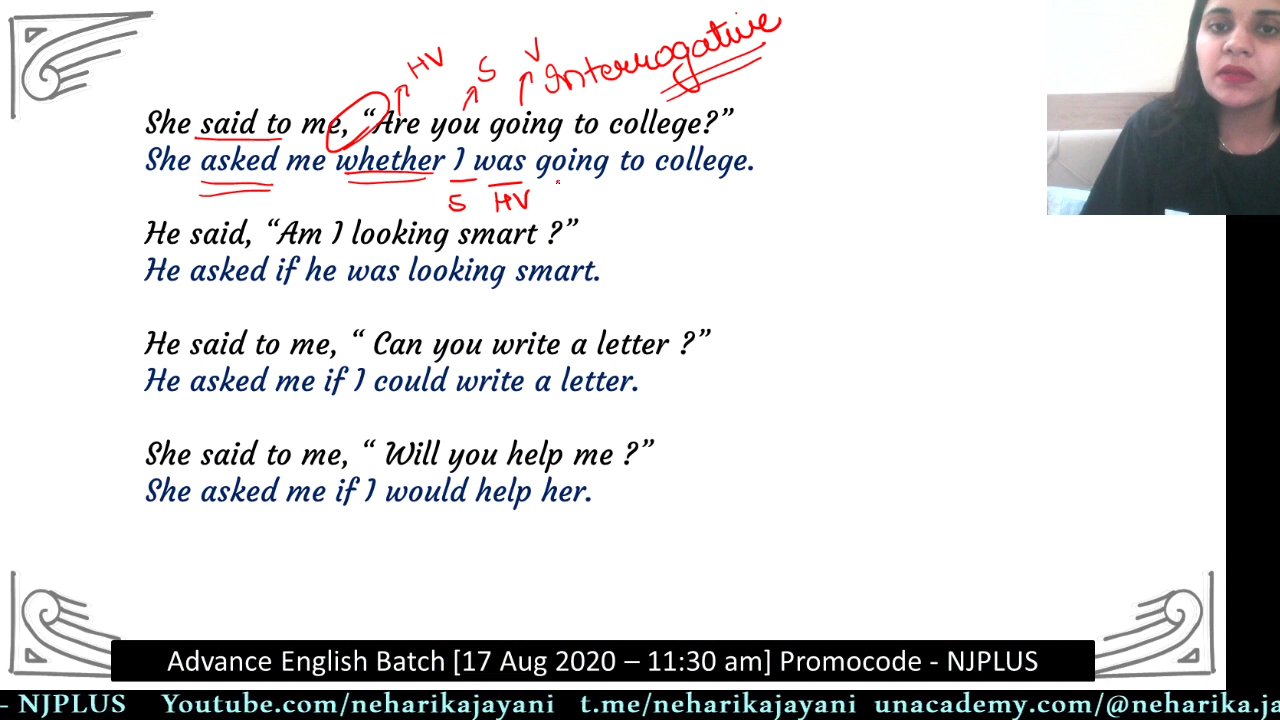 HV S V Interrogative
She said to me, “Are you going to college?”
She asked me whether I was going to college.
S HV
He said, “Am I looking smart ?”
He asked if he was looking smart.
He said to me, “ Can you write a letter ?”
He asked me if I could write a letter.
She said to me, “ Will you help me ?”
She asked me if I would help her.
Advance English Batch [17 Aug 2020 – 11:30 am] Promocode - NJPLUS
- NJPLUS Youtube.com/neharikajayani t.me/neharikajayani unacademy.com/@neharika.ja